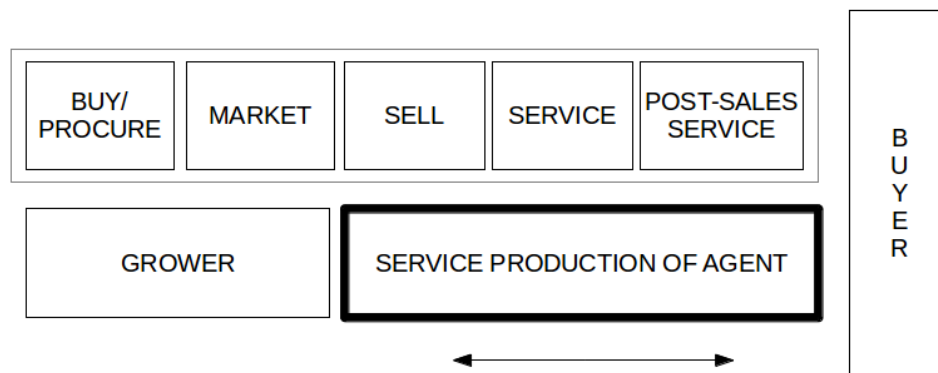 BUY/
PROCURE
MARKET
SELL
SERVICE
POST-SALES
SERVICE
B
U
Y
E
R
GROWER
SERVICE PRODUCTION OF AGENT